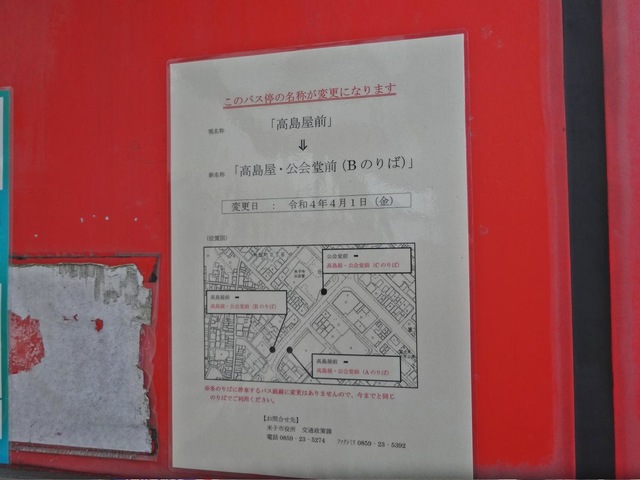 このバス停の名称が変更になります
現名称 「高島屋前」
⇓
新名称 「高島屋・公会堂前(Bのりば)」
変更日 : 令和4年4月1日(金)
(位置図)
公会堂前 ➡
高島屋・公会堂前(Cのりば)
高島屋前 ➡
高島屋・公会堂前(Bのりば)
高島屋前 ➡
高島屋・公会堂前(Aのりば)
※各のりばに停車するバス路線に変更はありませんので、今までと同じ
のりばでご利用ください。
【お問合せ先】
米子市役所 交通政策課
電話 0859-23-5274 ファクシミリ 0859-23-5392